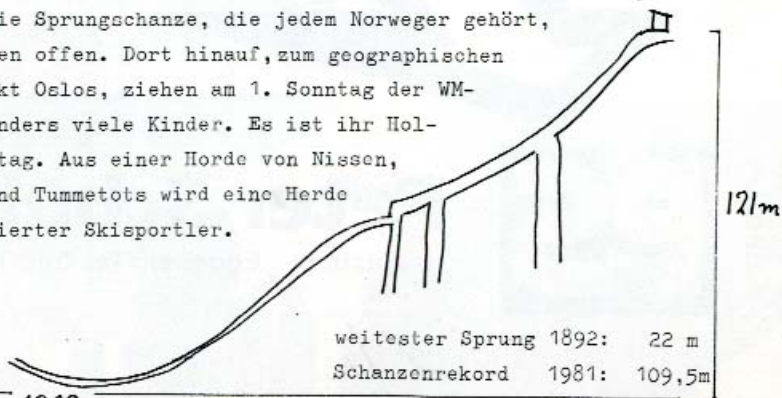 ie Sprungschanze, die jedem Norweger gehört,
en offen. Dort hinauf, zum geographischen
kt Oslos, ziehen am 1. Sonntag der WM-
nders viele Kinder. Es ist ihr Hol-
tag. Aus einer Horde von Nissen,
nd Tummetots wird eine Herde
ierter Skisportler.
121m
weitester Sprung 1892: 22 m
Schanzenrekord 1981: 109,5m